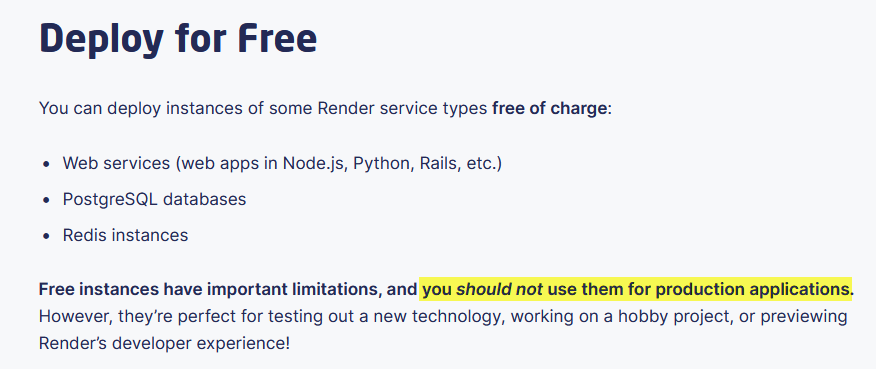 Deploy for Free
You can deploy instances of some Render service types free of charge:
• Web services (web apps in Node.js, Python, Rails, etc.)
• PostgreSQL databases
• Redis instances
Free instances have important limitations, and you should not use them for production applications.
However, they’re perfect for testing out a new technology, working on a hobby project, or previewing
Render’s developer experience!